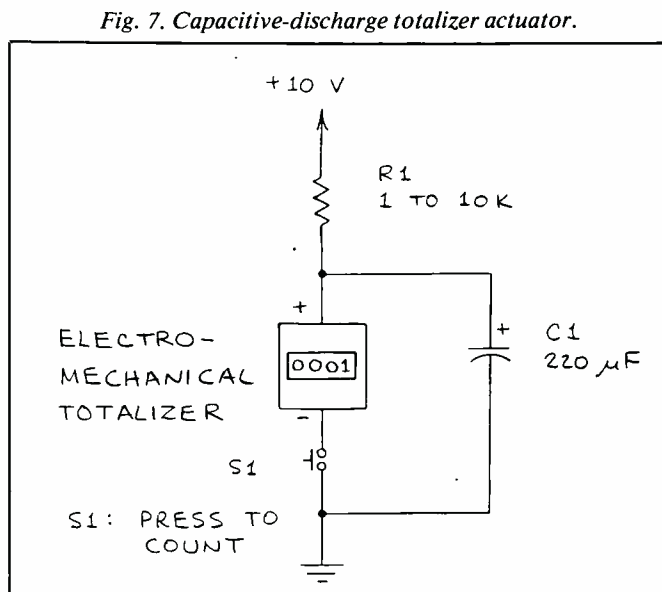 Fig. 7. Capacitive-discharge totalizer actuator.
+10 V
R1
1 TO 10K
+
ELECTRO-
MECHANICAL
TOTALIZER
0001
-
+
C1
220 µF
S1
S1: PRESS TO
COUNT